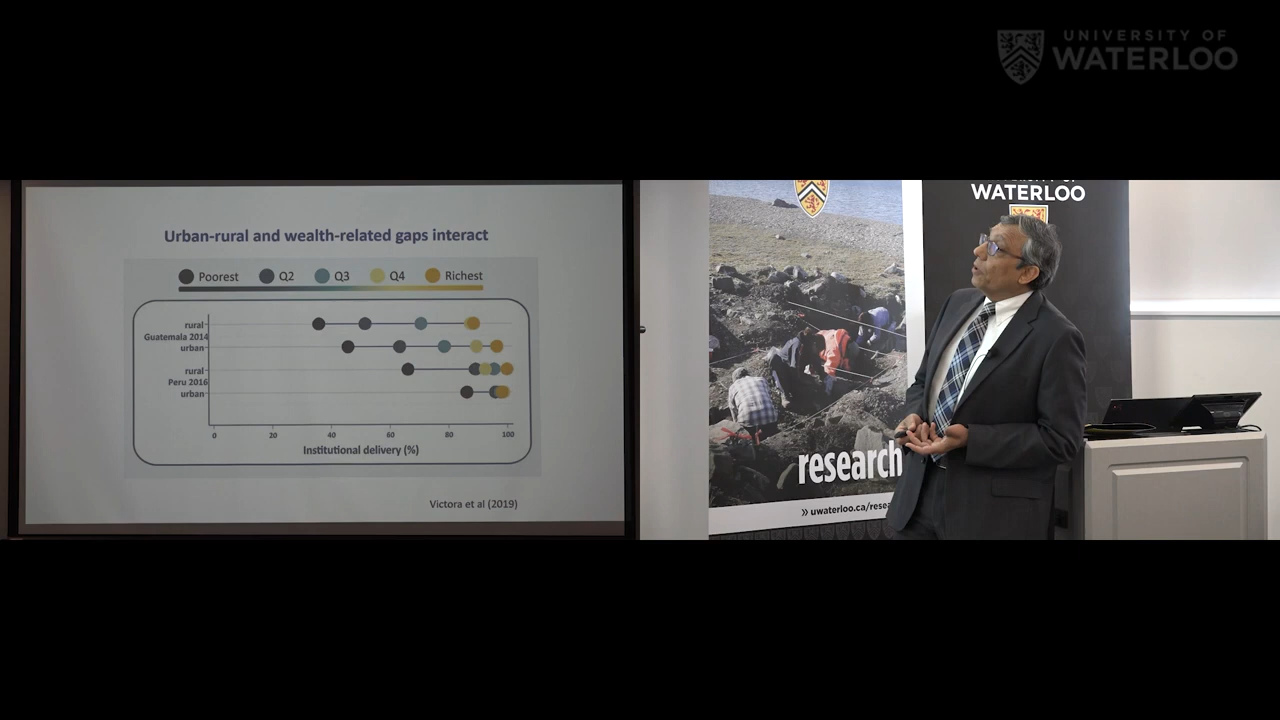 UNIVERSITY OF
WATERLOO
Urban-rural and wealth-related gaps interact
Poorest Q2 Q3 Q4 Richest
rural
Guatemala 2014
urban
rural
Peru 2016
urban
0 20 40 60 80 100
Institutional delivery (%)
Victora et al (2019)
WATERLOO
research
» uwaterloo.ca/resea